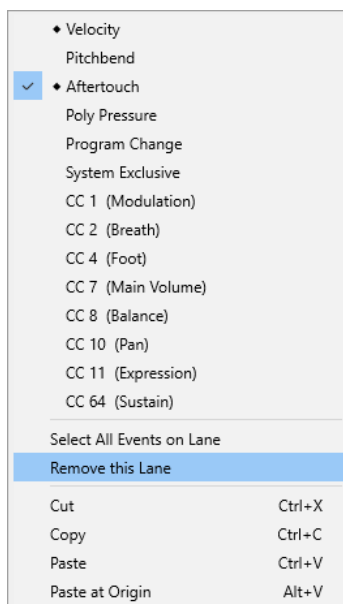 ◆ Velocity
Pitchbend
✓ ◆ Aftertouch
Poly Pressure
Program Change
System Exclusive
CC 1 (Modulation)
CC 2 (Breath)
CC 4 (Foot)
CC 7 (Main Volume)
CC 8 (Balance)
CC 10 (Pan)
CC 11 (Expression)
CC 64 (Sustain)
Select All Events on Lane
Remove this Lane
Cut Ctrl+X
Copy Ctrl+C
Paste Ctrl+V
Paste at Origin Alt+V